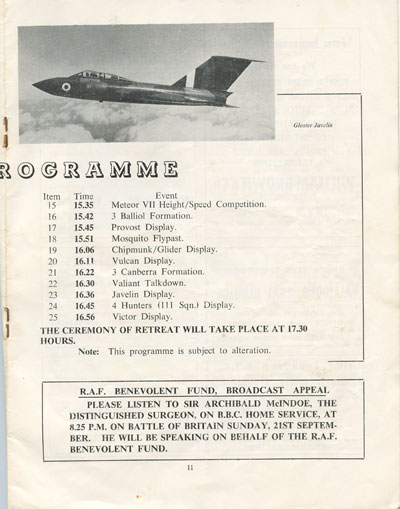 Gloster Javelin
ROGRAMME
Item Time Event
15 15.35 Meteor VII Height/Speed Competition.
16 15.42 3 Balliol Formation.
17 15.45 Provost Display.
18 15.51 Mosquito Flypast.
19 16.06 Chipmunk/Glider Display.
20 16.11 Vulcan Display.
21 16.22 3 Canberra Formation.
22 16.30 Valiant Talkdown.
23 16.36 Javelin Display.
24 16.45 4 Hunters (111 Sqn.) Display.
25 16.56 Victor Display.
THE CEREMONY OF RETREAT WILL TAKE PLACE AT 17.30
HOURS.
Note: This programme is subject to alteration.
R.A.F. BENEVOLENT FUND, BROADCAST APPEAL
PLEASE LISTEN TO SIR ARCHIBALD McINDOE, THE
DISTINGUISHED SURGEON, ON B.B.C. HOME SERVICE, AT
8.25 P.M. ON BATTLE OF BRITAIN SUNDAY, 21ST SEPTEM-
BER. HE WILL BE SPEAKING ON BEHALF OF THE R.A.F.
BENEVOLENT FUND.
11